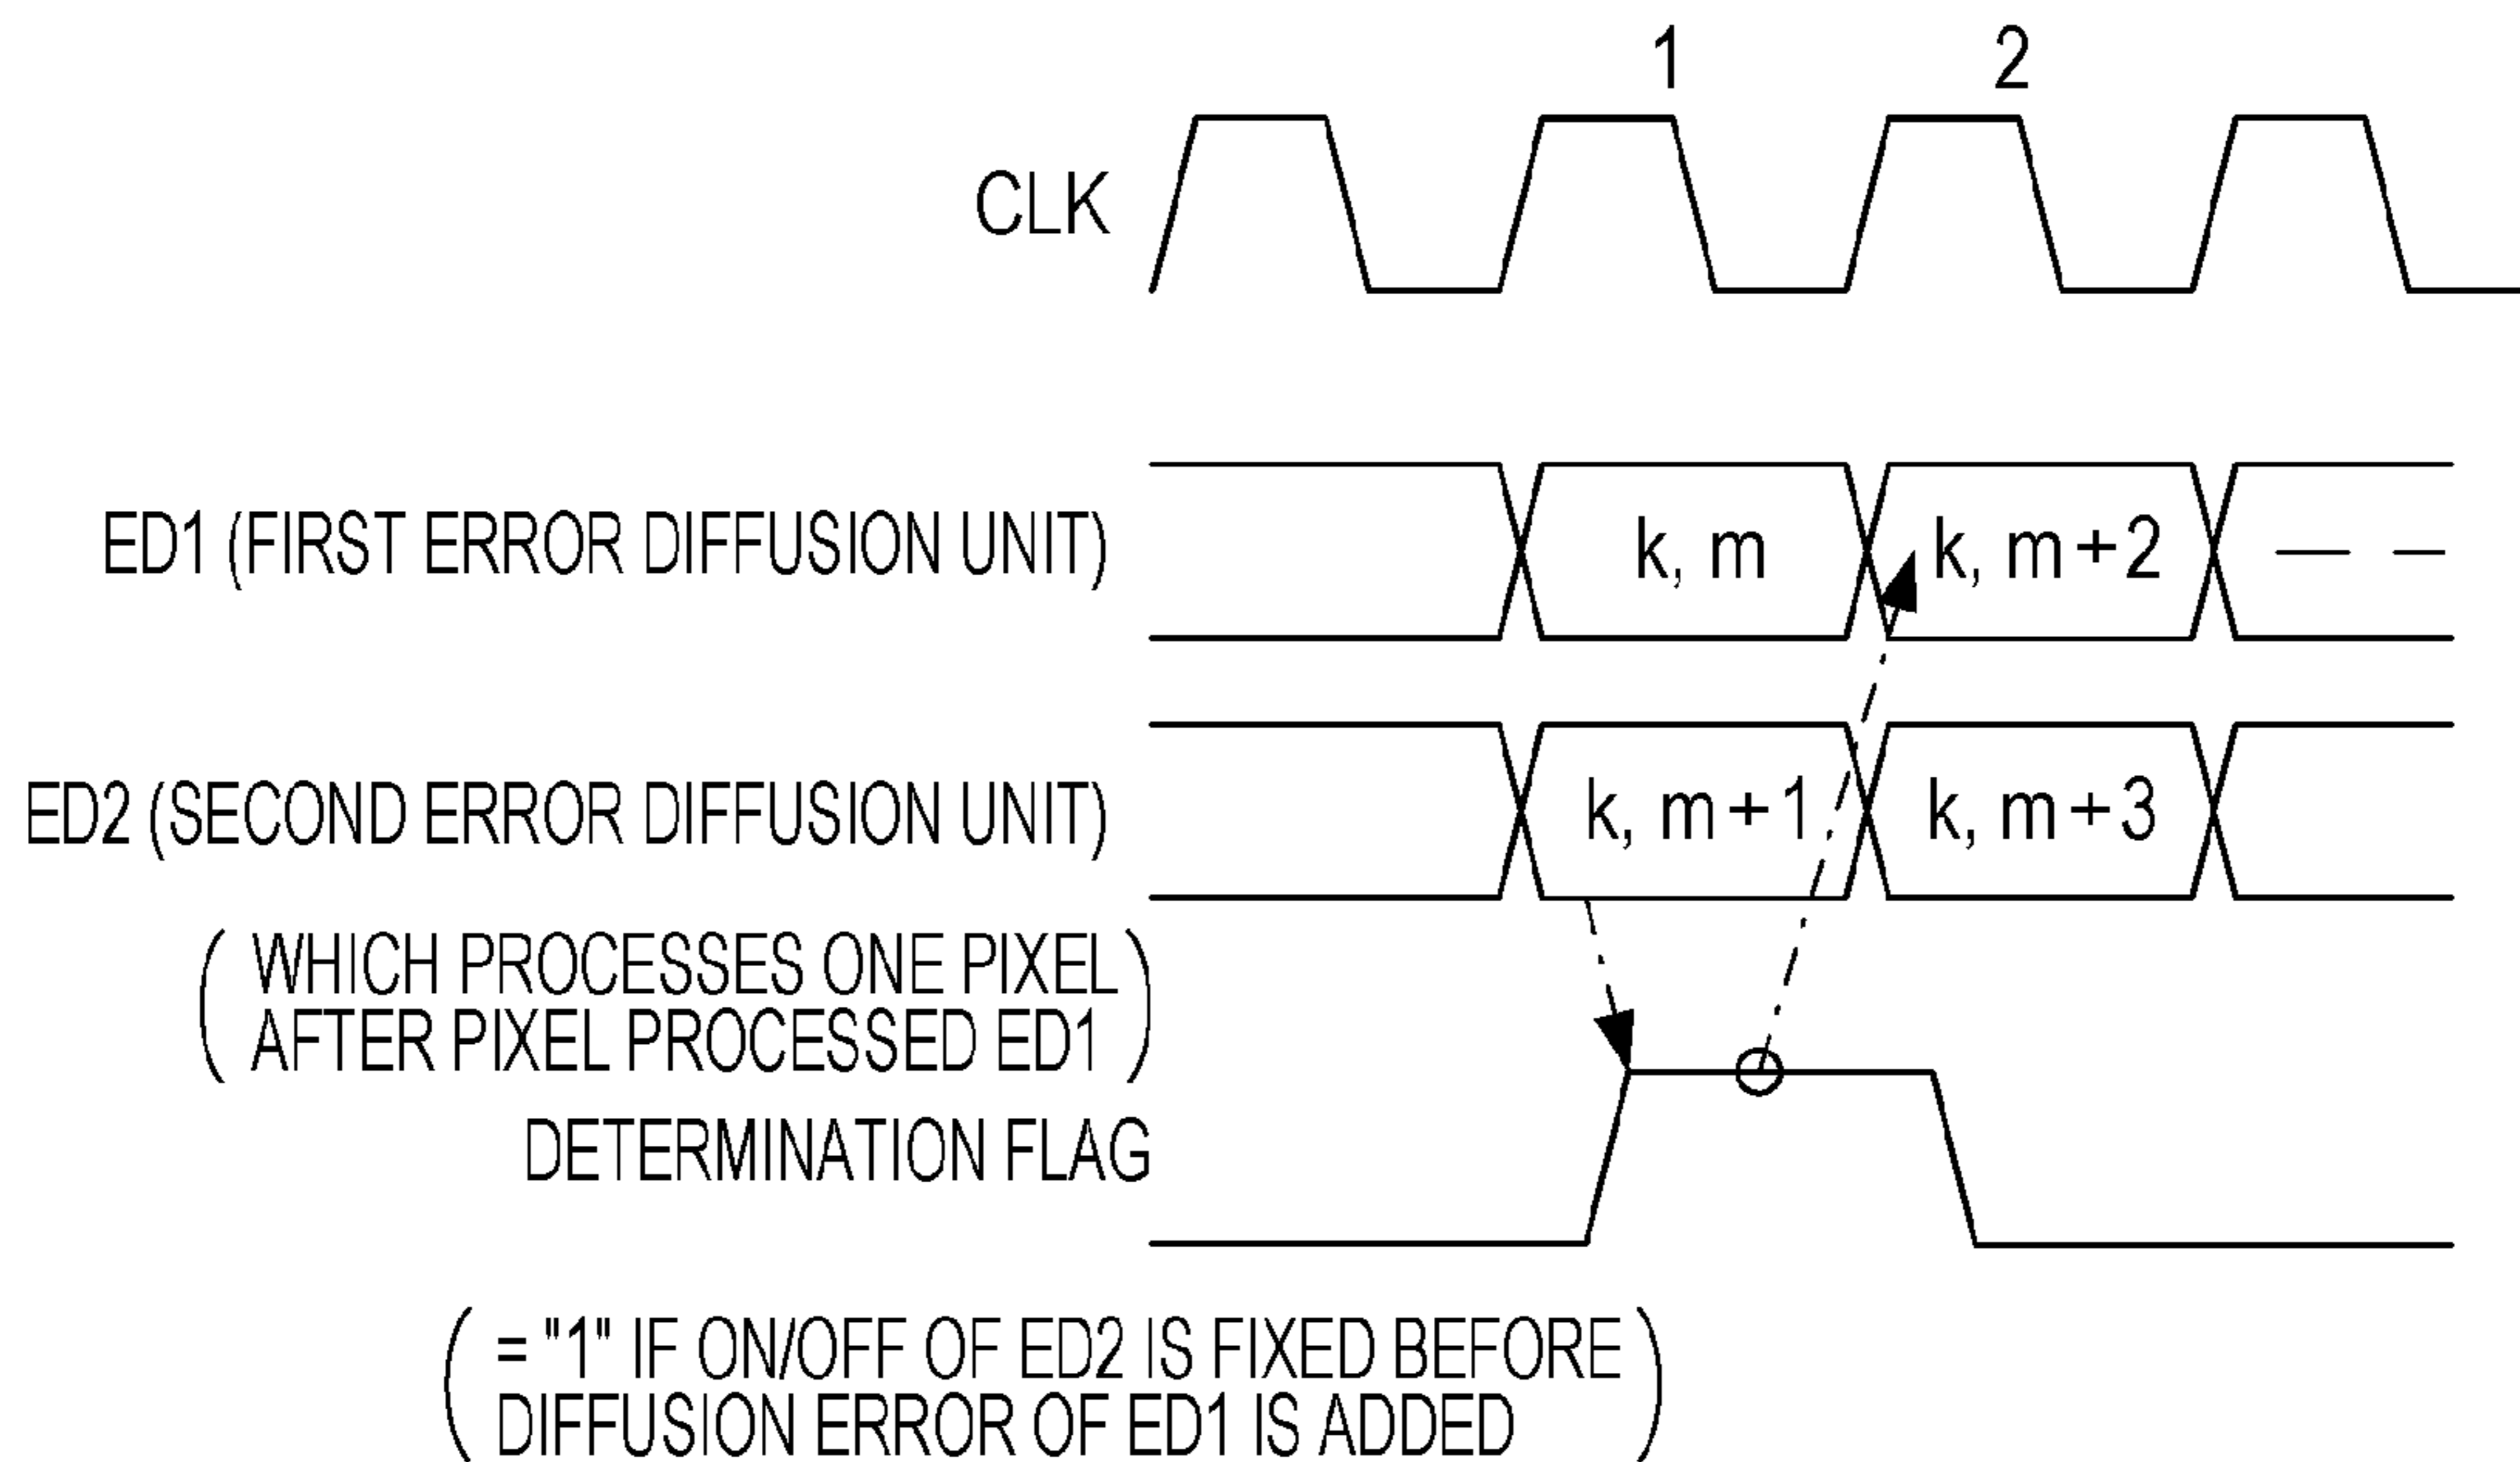 1 2
CLK
ED1 (FIRST ERROR DIFFUSION UNIT) k, m k, m+2
ED2 (SECOND ERROR DIFFUSION UNIT) k, m+1 k, m+3
( WHICH PROCESSES ONE PIXEL
AFTER PIXEL PROCESSED ED1 )
DETERMINATION FLAG
( = "1" IF ON/OFF OF ED2 IS FIXED BEFORE
DIFFUSION ERROR OF ED1 IS ADDED )